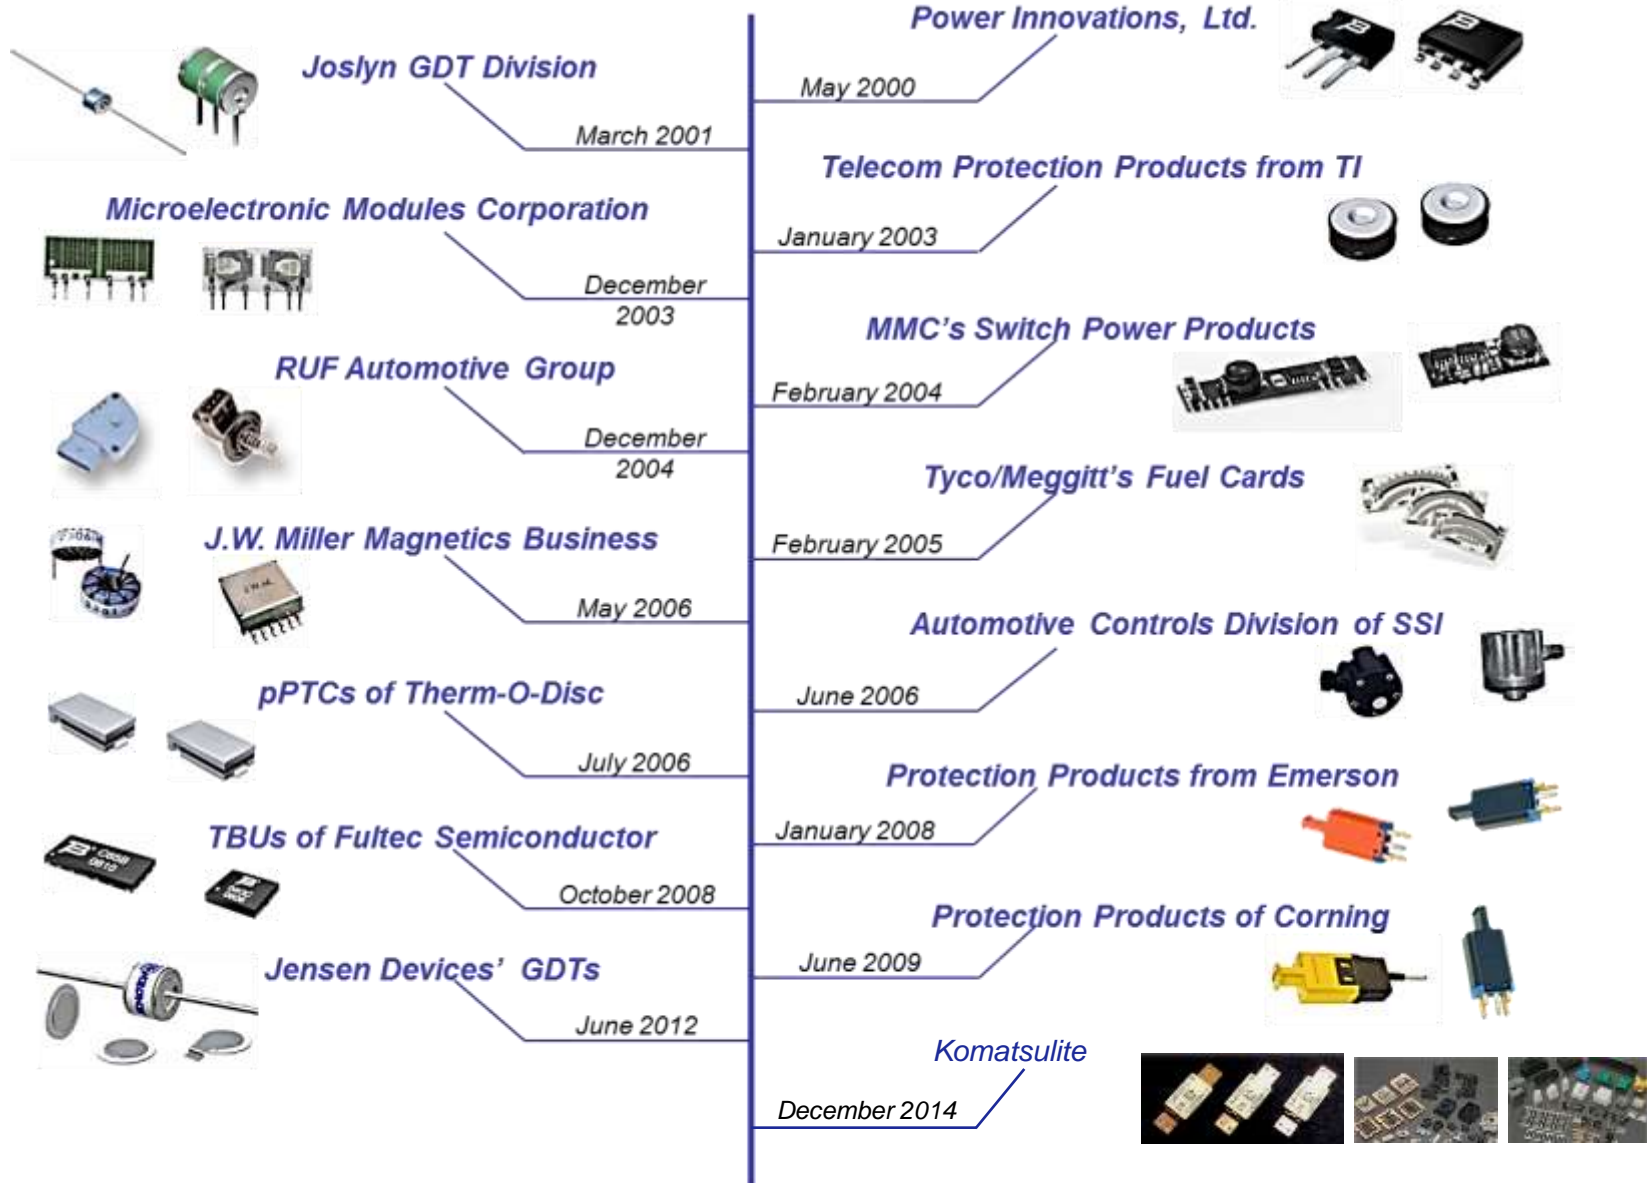 Power Innovations, Ltd.
May 2000
Joslyn GDT Division
March 2001
Telecom Protection Products from TI
January 2003
Microelectronic Modules Corporation
December
2003
MMC's Switch Power Products
February 2004
RUF Automotive Group
December
2004
Tyco/Meggitt's Fuel Cards
February 2005
J.W. Miller Magnetics Business
May 2006
Automotive Controls Division of SSI
June 2006
pPTCs of Therm-O-Disc
July 2006
Protection Products from Emerson
January 2008
TBUs of Fultec Semiconductor
October 2008
C85B
0810
Protection Products of Corning
June 2009
Jensen Devices' GDTs
June 2012
Komatsulite
December 2014